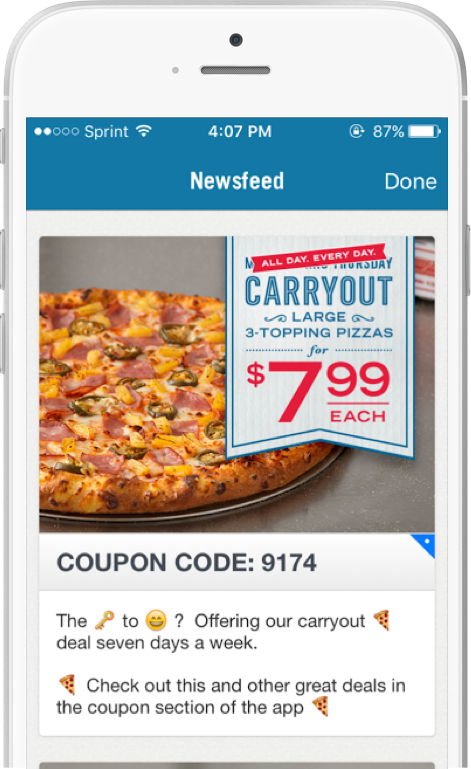 Sprint 4:07 PM 87%
Newsfeed Done
ALL DAY. EVERY DAY.
THURSDAY
CARRYOUT
LARGE
3-TOPPING PIZZAS
for
$7.99
EACH
COUPON CODE: 9174
The 🔑 to 😄 ? Offering our carryout 🍕
deal seven days a week.
🍕 Check out this and other great deals in
the coupon section of the app 🍕